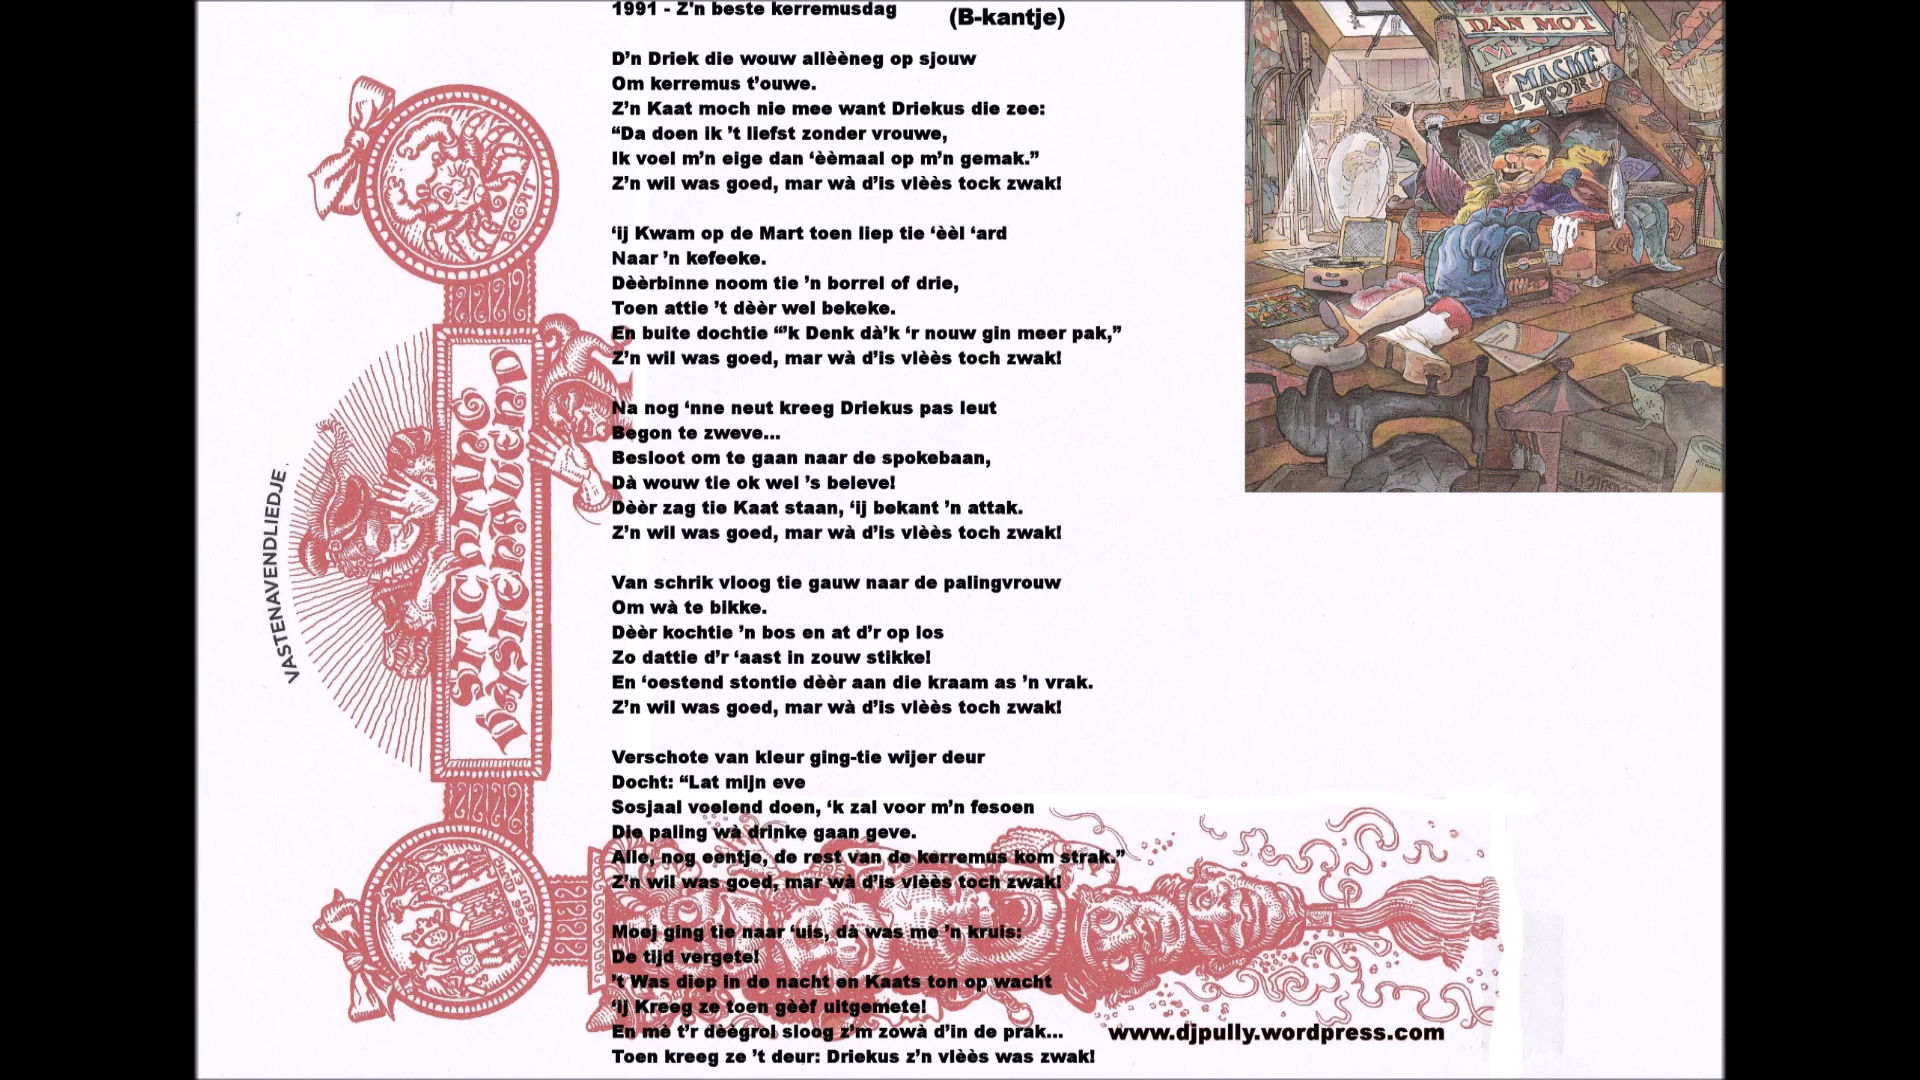 1991 - Z'n beste kerremusdag
(B-kantje)
D’n Driek die wouw allèèneg op sjouw
Om kerremus t’ouwe.
Z’n Kaat moch nie mee want Driekus die zee:
“Da doen ik ’t liefst zonder vrouwe,
Ik voel m’n eige dan ‘èèmaal op m’n gemak.”
Z’n wil was goed, mar wà d’is vlèès tock zwak!
‘ij Kwam op de Mart toen liep tie ‘èèl ‘ard
Naar ’n kefeeke.
Dèèrbinne noom tie ’n borrel of drie,
Toen attie ’t dèèr wel bekeke.
En buite dochtie “’k Denk dà’k ‘r nouw gin meer pak,”
Z’n wil was goed, mar wà d’is vlèès toch zwak!
Na nog ‘nne neut kreeg Driekus pas leut
Begon te zweve...
Besloot om te gaan naar de spokebaan,
Dà wouw tie ok wel ’s beleve!
Dèèr zag tie Kaat staan, ‘ij bekant ’n attak.
Z’n wil was goed, mar wà d’is vlèès toch zwak!
Van schrik vloog tie gauw naar de palingvrouw
Om wà te bikke.
Dèèr kochtie ’n bos en at d’r op los
Zo dattie d’r ‘aast in zouw stikke!
En ‘oestend stontie dèèr aan die kraam as ’n vrak.
Z’n wil was goed, mar wà d’is vlèès toch zwak!
Verschote van kleur ging-tie wijer deur
Docht: “Lat mijn eve
Sosjaal voelend doen, ‘k zal voor m’n fesoen
Die paling wà drinke gaan geve.
Alle, nog eentje, de rest van de kerremus kom strak.”
Z’n wil was goed, mar wà d’is vlèès toch zwak!
Moej ging tie naar ‘uis, dà was me ’n kruis:
De tijd vergete!
’t Was diep in de nacht en Kaats ton op wacht
‘ij Kreeg ze toen gèèf uitgemete!
En mè t’r dèègrol sloog z’m zowà d’in de prak...
Toen kreeg ze ’t deur: Driekus z’n vlèès was zwak!
www.djpully.wordpress.com
VASTENAVENDLIEDJE
STICHTING
VASTENAVEND
BEGAT
DAN MOT
M'N
MASKE
VOOR!